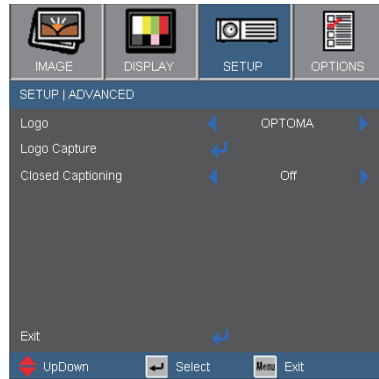 IMAGE DISPLAY SETUP OPTIONS
SETUP | ADVANCED
Logo OPTOMA
Logo Capture
Closed Captioning Off
Exit
UpDown Select Menu Exit